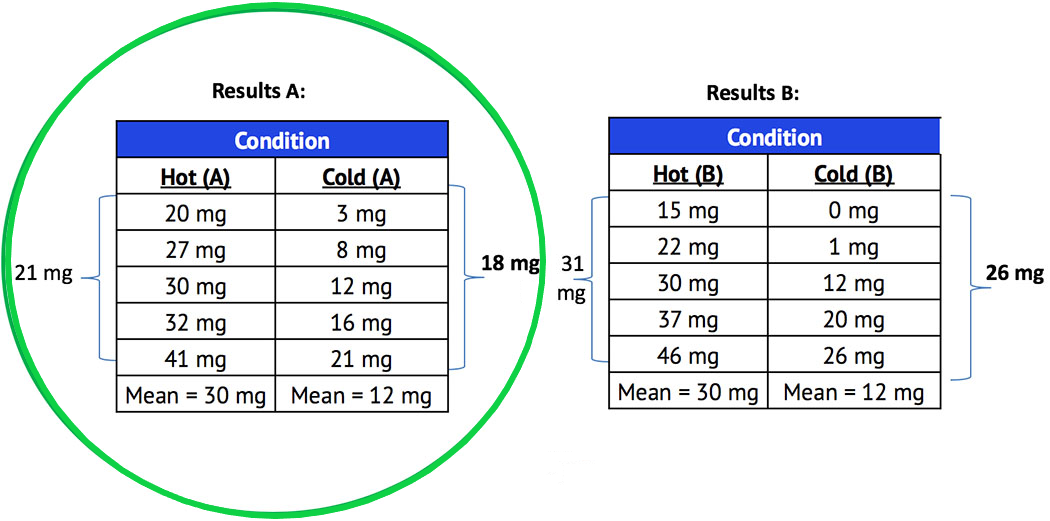 Results A:
Condition
Hot (A) Cold (A)
20 mg 3 mg
27 mg 8 mg
30 mg 12 mg
32 mg 16 mg
41 mg 21 mg
Mean = 30 mg Mean = 12 mg
21 mg
18 mg
Results B:
Condition
Hot (B) Cold (B)
15 mg 0 mg
22 mg 1 mg
30 mg 12 mg
37 mg 20 mg
46 mg 26 mg
Mean = 30 mg Mean = 12 mg
31
mg
26 mg